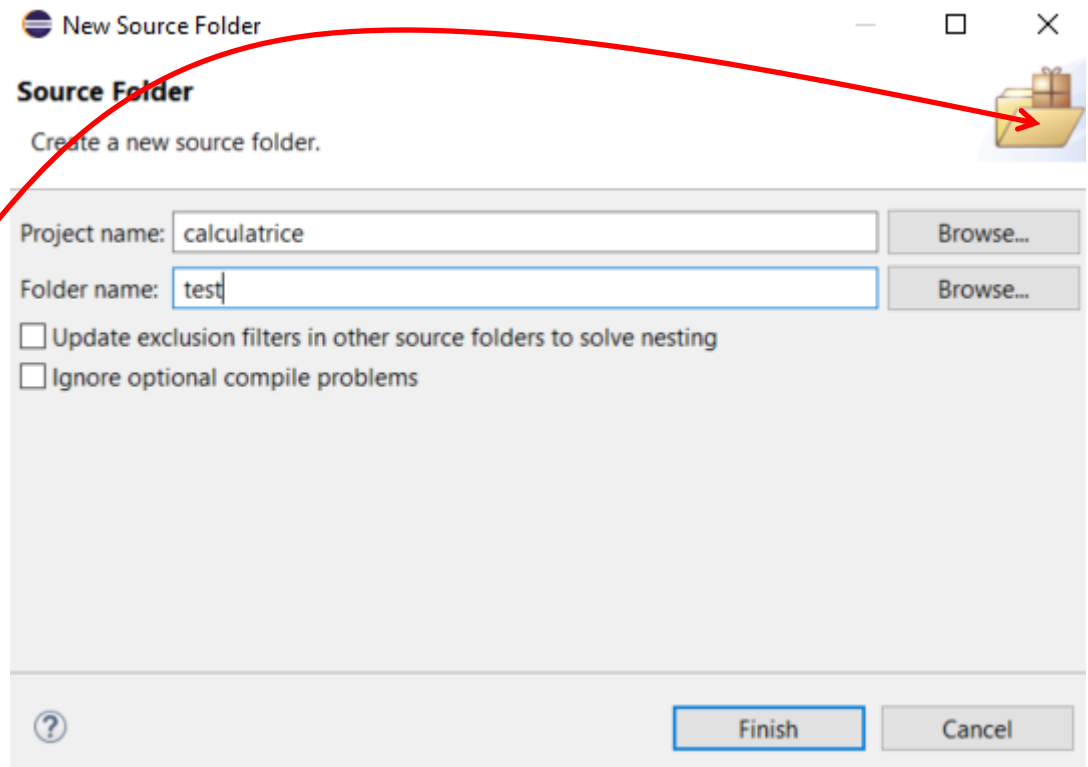 New Source Folder
Source Folder
Create a new source folder.
Project name: calculatrice Browse...
Folder name: test Browse...
Update exclusion filters in other source folders to solve nesting
Ignore optional compile problems
? Finish Cancel